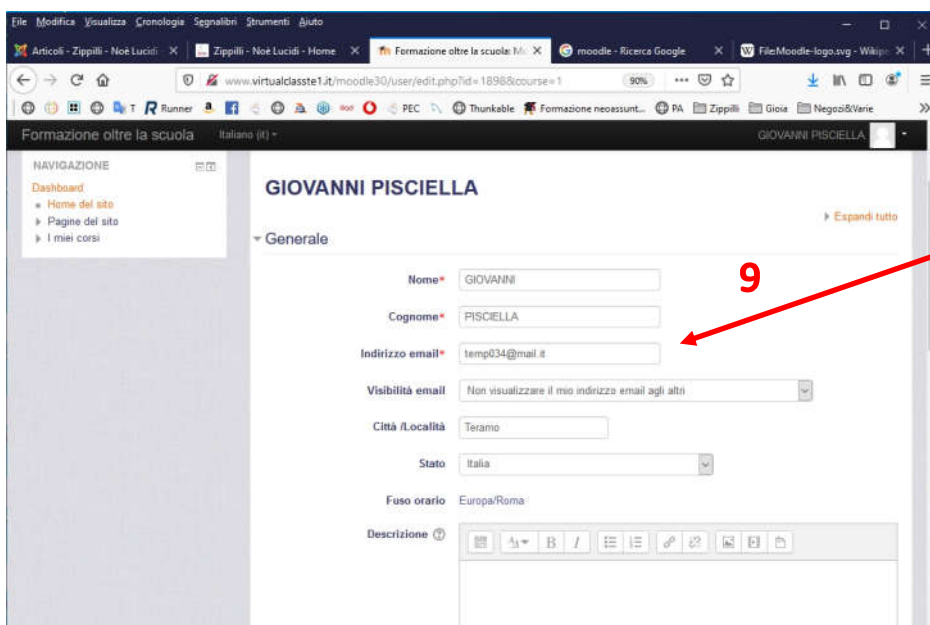 File Modifica Visualizza Cronologia Segnalibri Strumenti Aiuto
Articoli - Zippilli - Noè Lucidi
Zippilli - Noè Lucidi - Home
Formazione oltre la scuola: Mo
moodle - Ricerca Google
File:Moodle-logo.svg - Wikip
www.virtualclasste1.it/moodle30/user/edit.php?id=1898&course=1
90%
T
Runner
PEC
Thunkable
Formazione neoassunt...
PA
Zippilli
Gioia
Negozi&Varie
Formazione oltre la scuola
Italiano (it)
GIOVANNI PISCIELLA
NAVIGAZIONE
Dashboard
Home del sito
Pagine del sito
I miei corsi
GIOVANNI PISCIELLA
Espandi tutto
Generale
Nome* GIOVANNI
9
Cognome* PISCIELLA
Indirizzo email* temp034@mail.it
Visibilità email Non visualizzare il mio indirizzo email agli altri
Città /Località Teramo
Stato Italia
Fuso orario Europa/Roma
Descrizione
B I